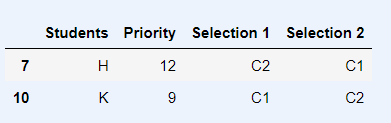 Students Priority Selection 1 Selection 2
7 H 12 C2 C1
10 K 9 C1 C2